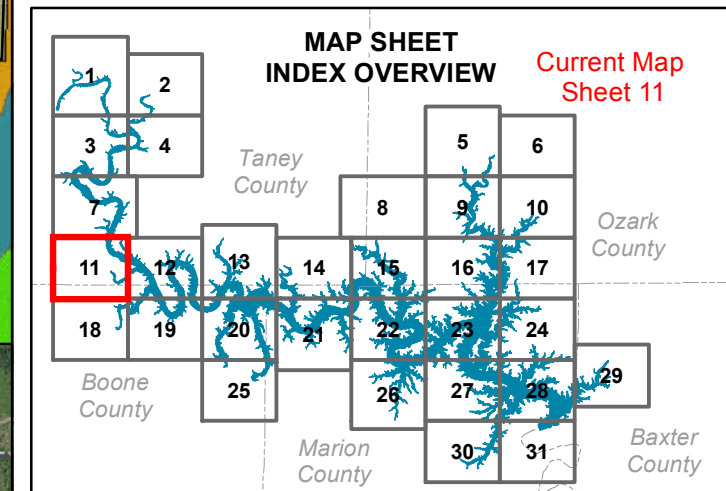 MAP SHEET
INDEX OVERVIEW
Current Map
Sheet 11
1
2
3
4
5
6
Taney
County
7
8
9
10
Ozark
County
11
12
13
14
15
16
17
18
19
20
21
22
23
24
Boone
County
25
26
27
28
29
Marion
County
30
31
Baxter
County